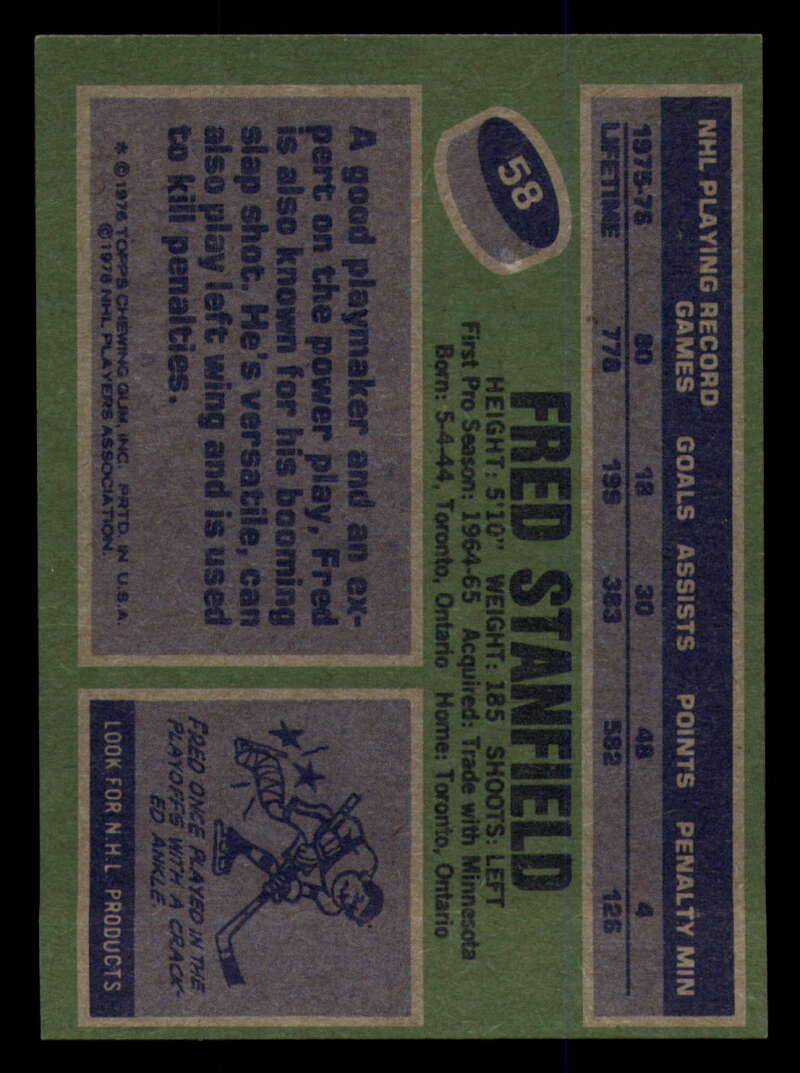 58
FRED STANFIELD
HEIGHT: 5'10" WEIGHT: 185 SHOOTS: LEFT
First Pro Season: 1964-65 Acquired: Trade with Minnesota
Born: 5-4-44, Toronto, Ontario Home: Toronto, Ontario
NHL PLAYING RECORD
GAMES GOALS ASSISTS POINTS PENALTY MIN
1975-76 80 18 30 48 4
LIFETIME 778 199 383 582 126
A good playmaker and an ex-
pert on the power play, Fred
is also known for his booming
slap shot. He's versatile, can
also play left wing and is used
to kill penalties.
* ©1976 TOPPS CHEWING GUM, INC. PRTD. IN U.S.A.
©1976 NHL PLAYERS ASSOCIATION.
FRED ONCE PLAYED IN THE
PLAYOFFS WITH A CRACK-
ED ANKLE.
LOOK FOR N.H.L PRODUCTS